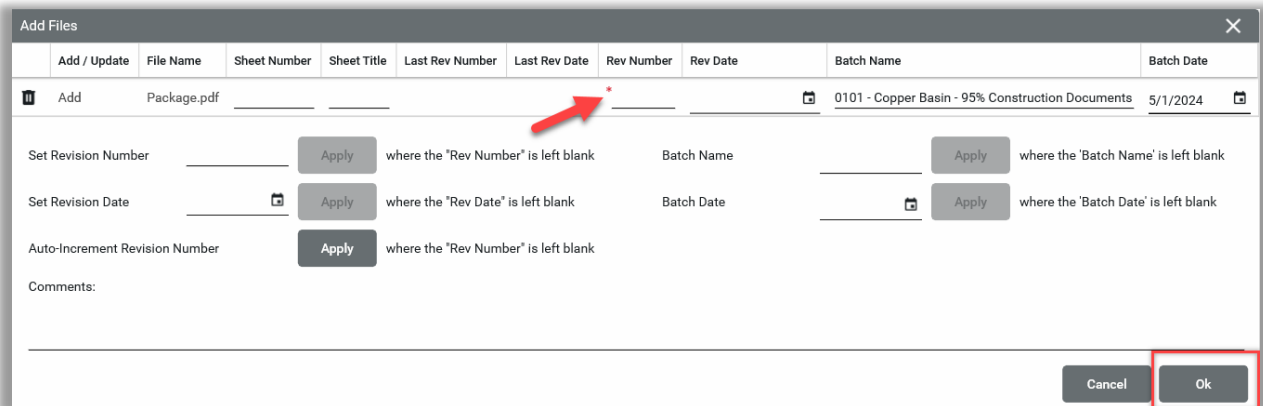 Add Files
Add / Update File Name Sheet Number Sheet Title Last Rev Number Last Rev Date Rev Number Rev Date Batch Name Batch Date
Add Package.pdf * 0101 - Copper Basin - 95% Construction Documents 5/1/2024
Set Revision Number Apply where the "Rev Number" is left blank Batch Name Apply where the 'Batch Name' is left blank
Set Revision Date Apply where the "Rev Date" is left blank Batch Date Apply where the 'Batch Date' is left blank
Auto-Increment Revision Number Apply where the "Rev Number" is left blank
Comments:
Cancel Ok